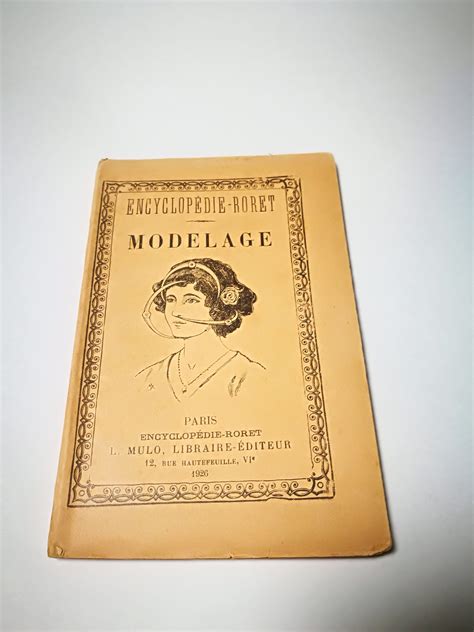 ENCYCLOPÉDIE-RORET
MODELAGE
PARIS
ENCYCLOPÉDIE-RORET
L. MULO, LIBRAIRE-ÉDITEUR
12, RUE HAUTEFEUILLE, VIe
1926